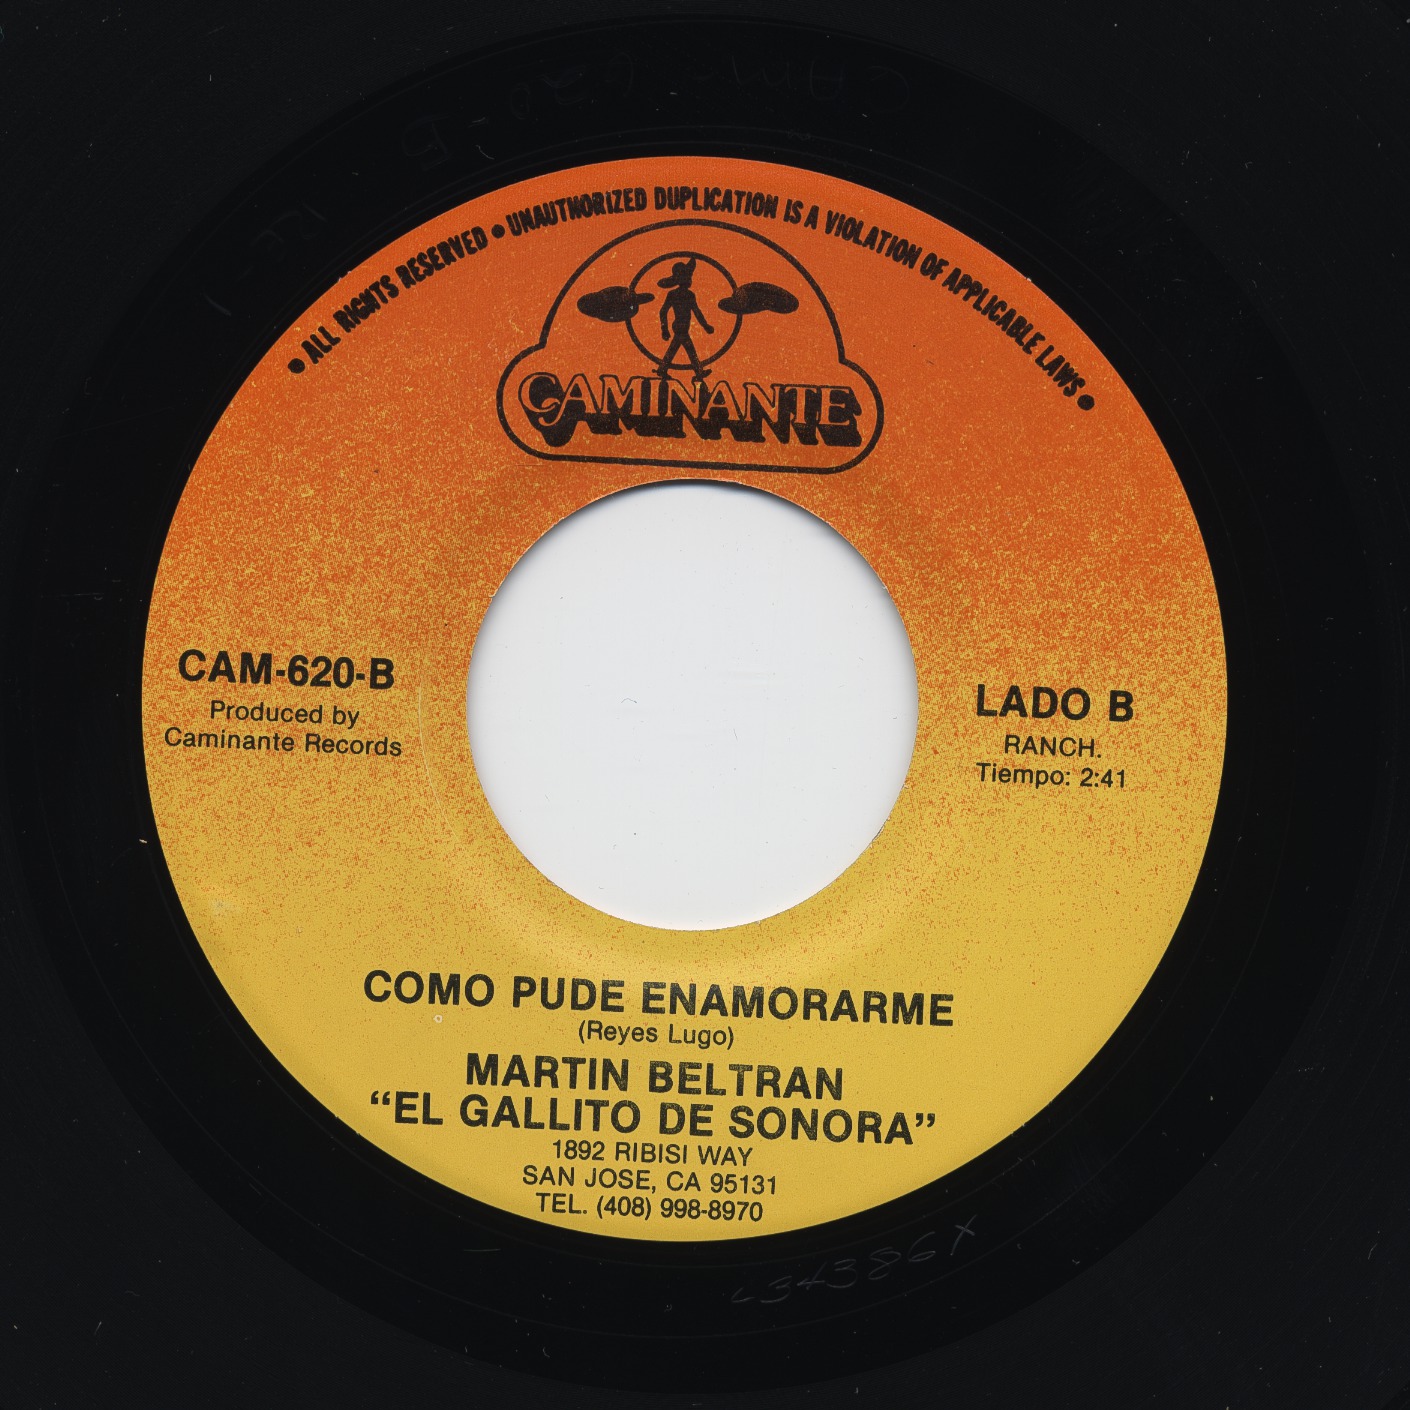 ● ALL RIGHTS RESERVED ● UNAUTHORIZED DUPLICATION IS A VIOLATION OF APPLICABLE LAWS ●
CAMINANTE
CAM-620-B
Produced by
Caminante Records
LADO B
RANCH.
Tiempo: 2:41
COMO PUDE ENAMORARME
(Reyes Lugo)
MARTIN BELTRAN
“EL GALLITO DE SONORA”
1892 RIBISI WAY
SAN JOSE, CA 95131
TEL. (408) 998-8970
CAM-620-B